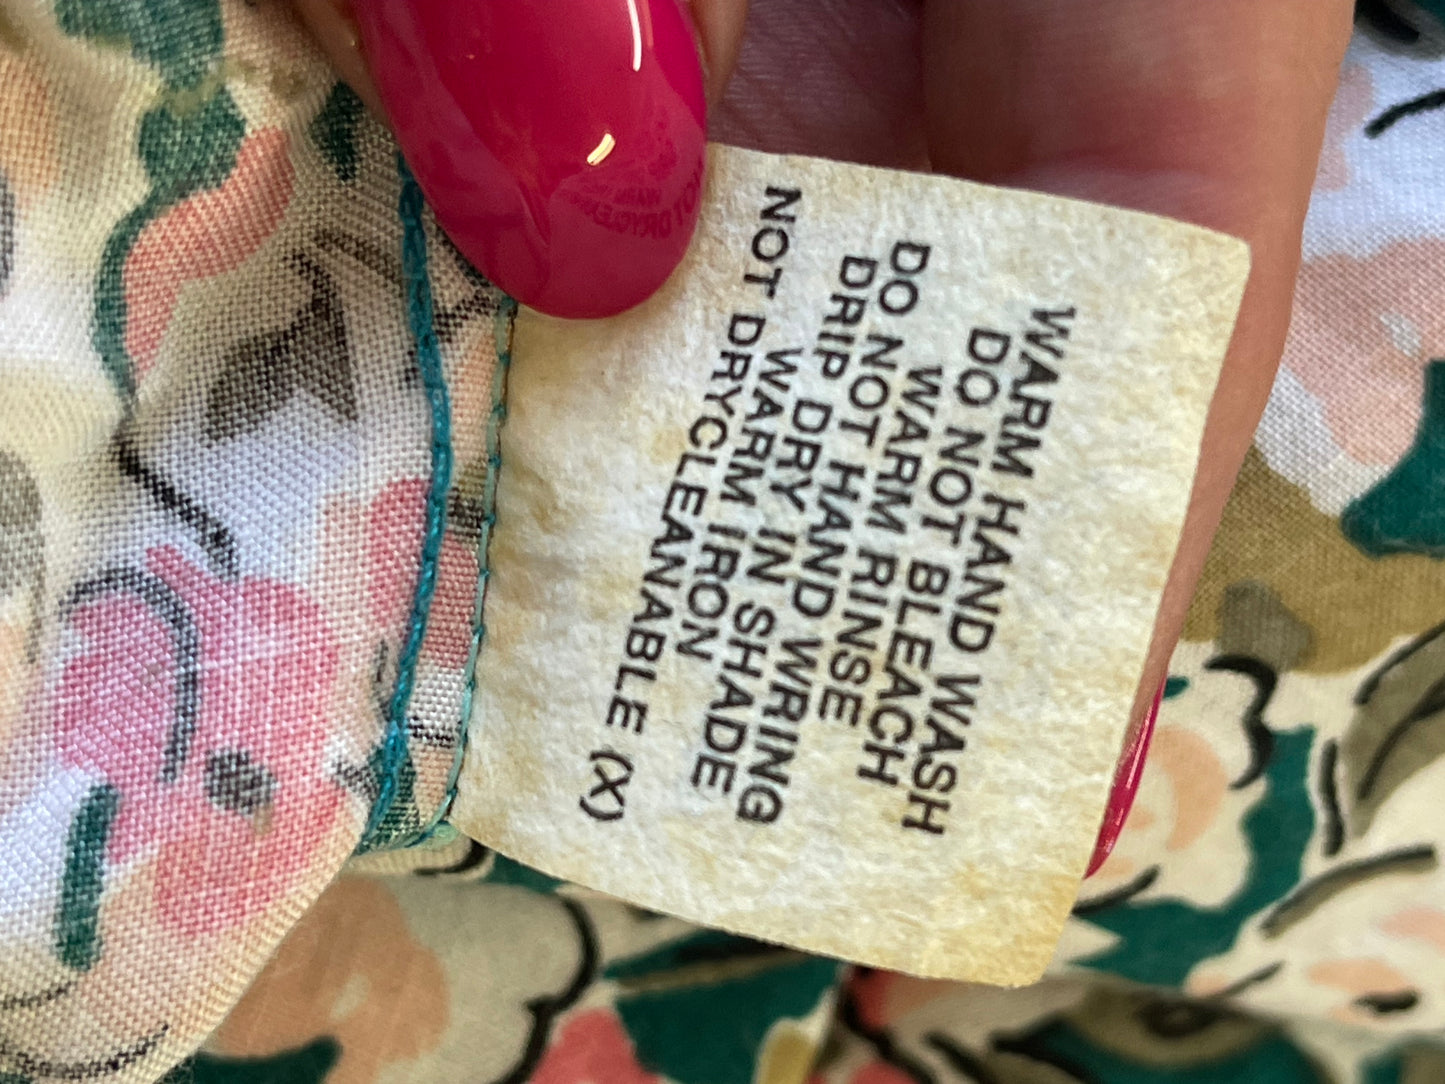 WARM HAND WASH
DO NOT BLEACH
WARM RINSE
DO NOT HAND WRING
DRIP DRY IN SHADE
WARM IRON
NOT DRYCLEANABLE (X)